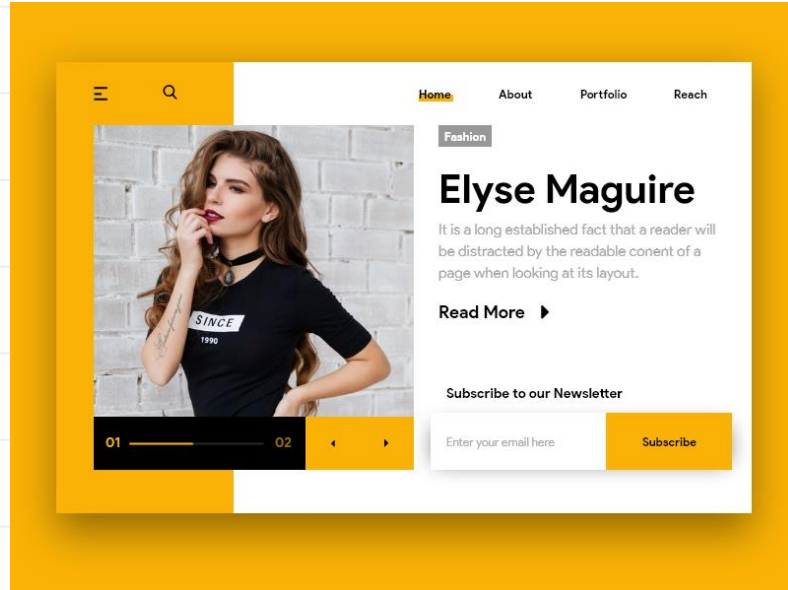 Home About Portfolio Reach
Fashion
Elyse Maguire
It is a long established fact that a reader will
be distracted by the readable conent of a
page when looking at its layout.
Read More
SINCE
1990
Subscribe to our Newsletter
01 02
Enter your email here Subscribe